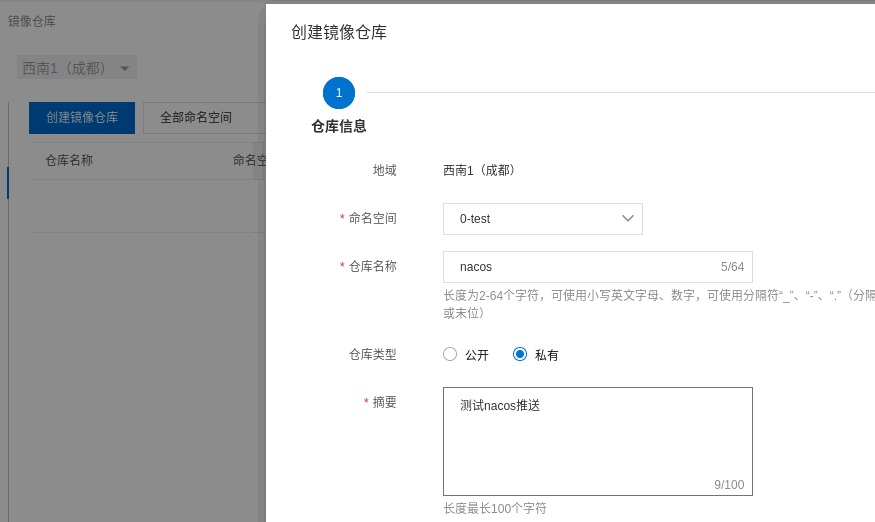 镜像仓库
西南1（成都）
创建镜像仓库
全部命名空间
仓库名称
命名空
创建镜像仓库
1
仓库信息
地域
西南1（成都）
* 命名空间
0-test
* 仓库名称
nacos
5/64
长度为2-64个字符，可使用小写英文字母、数字，可使用分隔符“_”、“-”、“.”（分隔
或末位）
仓库类型
公开
私有
* 摘要
测试nacos推送
9/100
长度最长100个字符